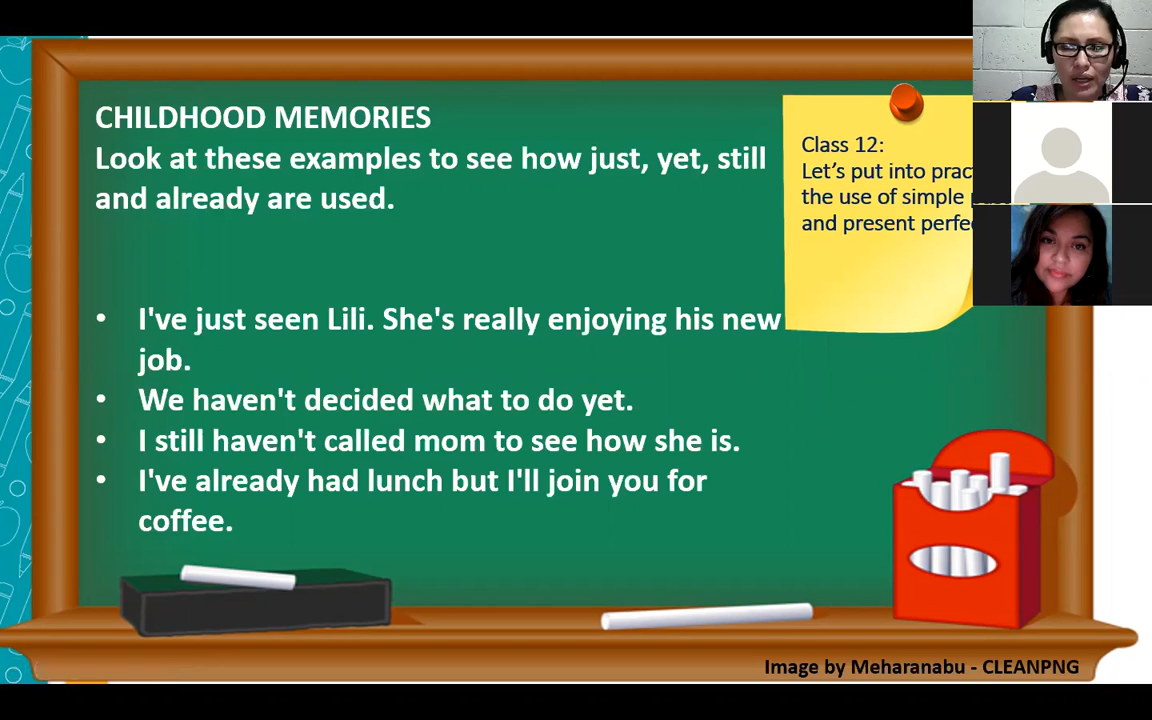 CHILDHOOD MEMORIES
Look at these examples to see how just, yet, still
and already are used.
Class 12:
Let's put into
the use of simple
and present
• I've just seen Lili. She's really enjoying his new
job.
• We haven't decided what to do yet.
• I still haven't called mom to see how she is.
• I've already had lunch but I'll join you for
coffee.
Image by Meharanabu - CLEANPNG